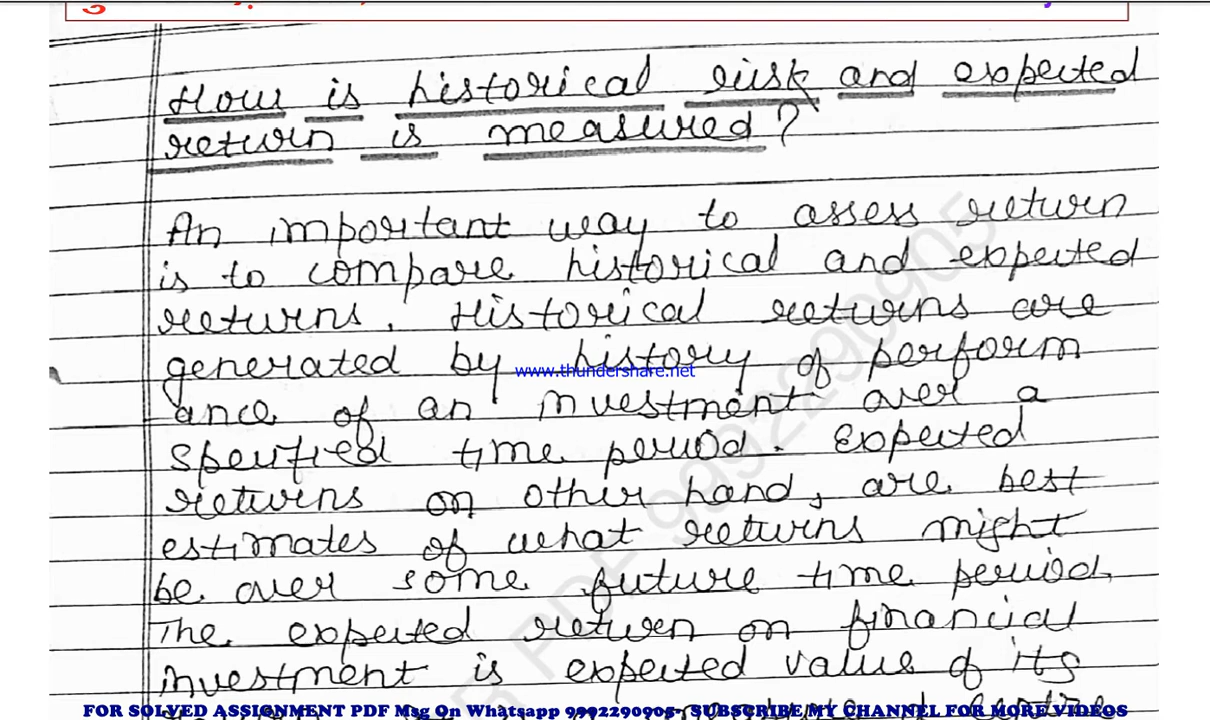 How is historical risk and expected
return is measured?
An important way to assess return
is to compare historical and expected
returns. Historical returns are
generated by history of perform
ance of an investment over a
specified time period. Expected
returns on other hand, are best
estimates of what returns might
be over some future time period.
The expected return on financial
investment is expected value of its
www.thundershare.net
PDF- 9992290905
FOR SOLVED ASSIGNMENT PDF Msg On Whatsapp 9992290905- SUBSCRIBE MY CHANNEL FOR MORE VIDEOS